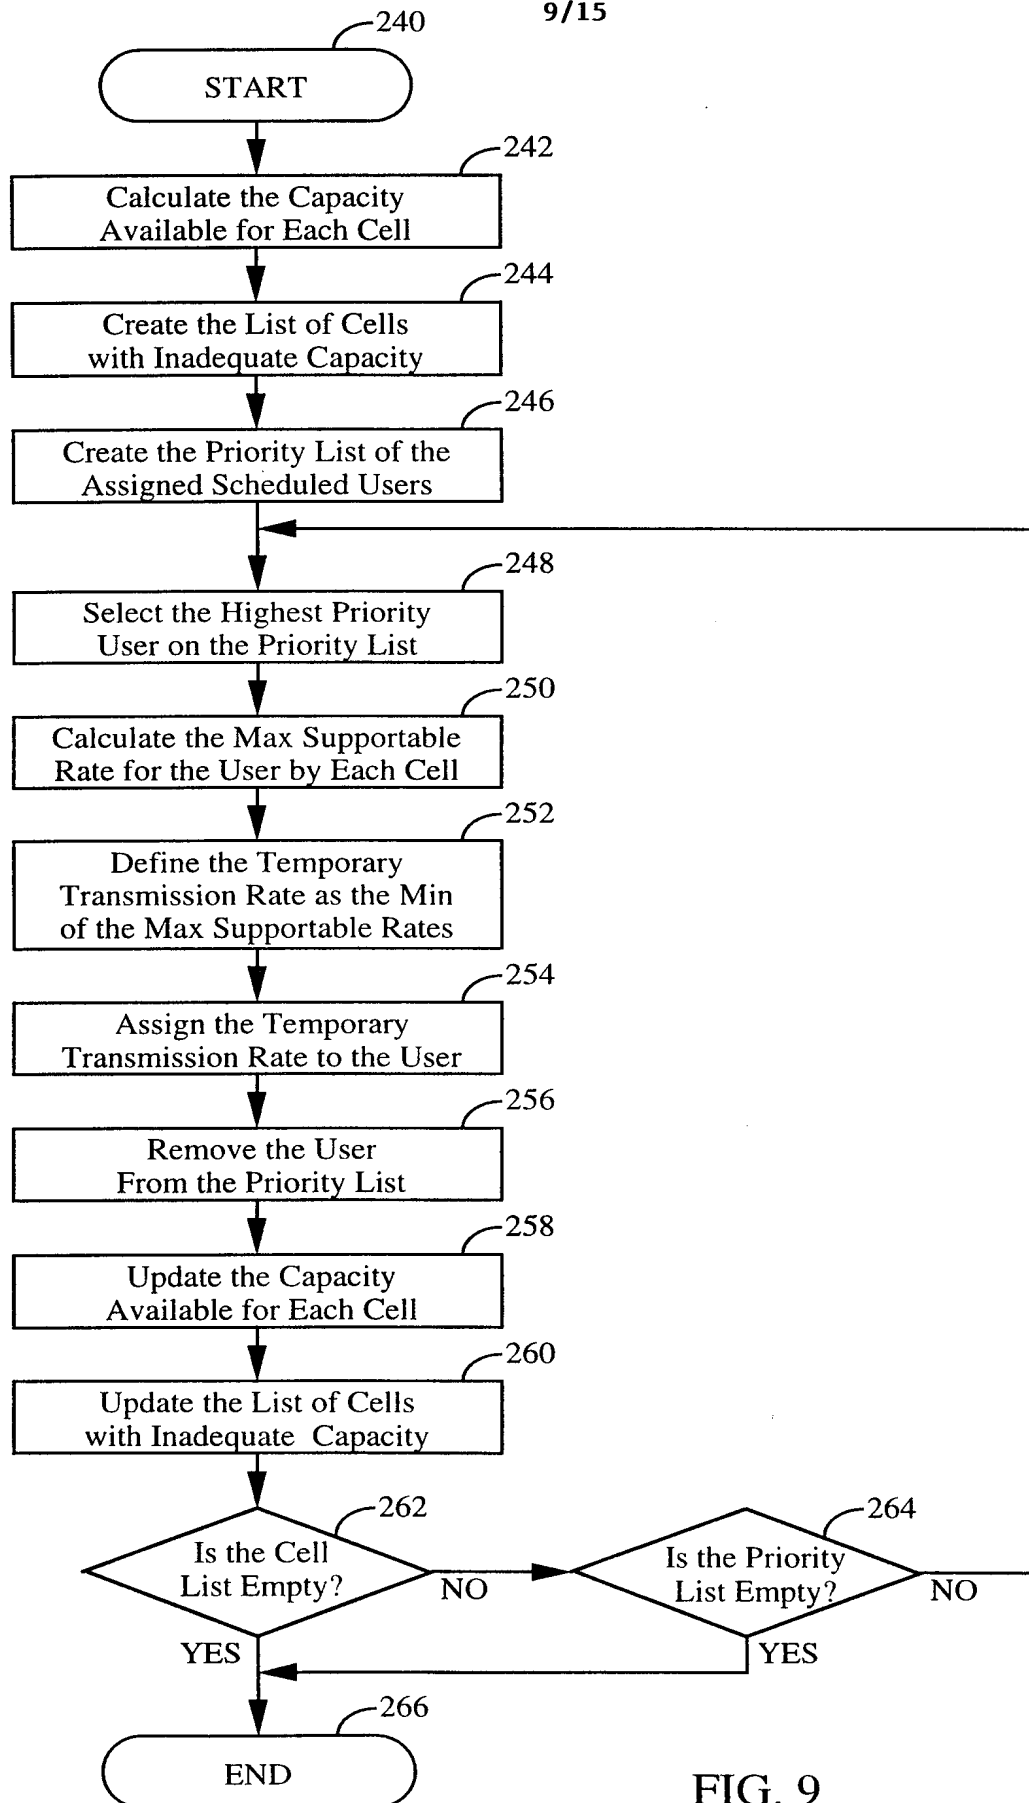 9/15
240
START
242
Calculate the Capacity
Available for Each Cell
244
Create the List of Cells
with Inadequate Capacity
246
Create the Priority List of the
Assigned Scheduled Users
248
Select the Highest Priority
User on the Priority List
250
Calculate the Max Supportable
Rate for the User by Each Cell
252
Define the Temporary
Transmission Rate as the Min
of the Max Supportable Rates
254
Assign the Temporary
Transmission Rate to the User
256
Remove the User
From the Priority List
258
Update the Capacity
Available for Each Cell
260
Update the List of Cells
with Inadequate Capacity
262
Is the Cell
List Empty?
NO
YES
264
Is the Priority
List Empty?
NO
YES
266
END
FIG. 9